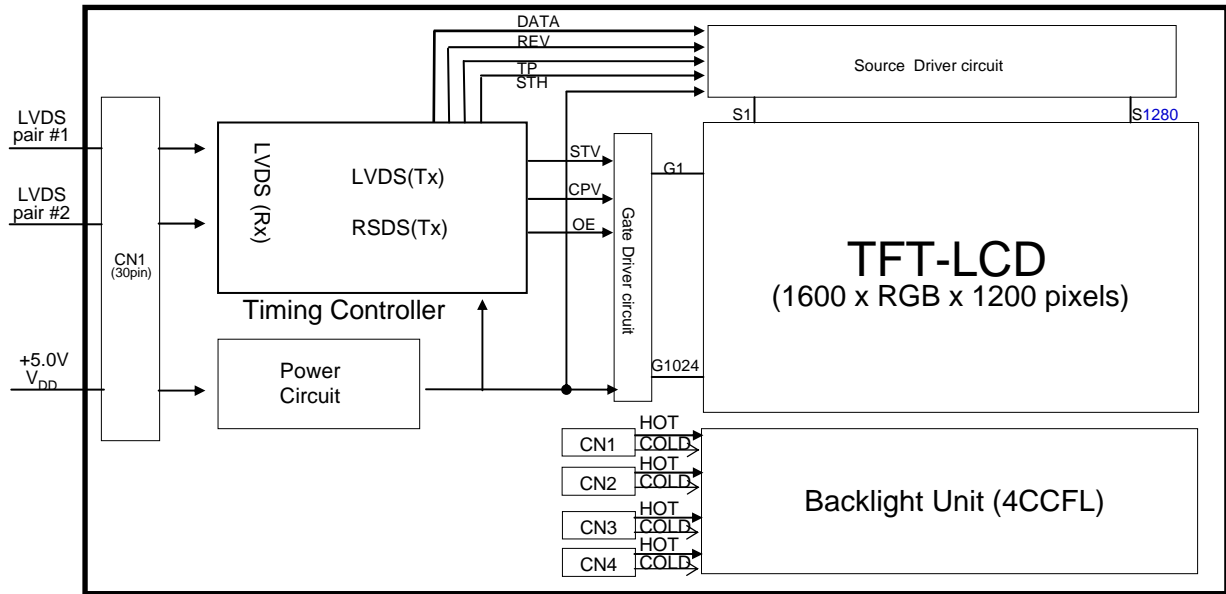 DATA
REV
TP
STH
Source Driver circuit
S1
S1280
LVDS
pair #1
LVDS
pair #2
CN1
(30pin)
+5.0V
VDD
LVDS (Rx)
LVDS(Tx)
RSDS(Tx)
Timing Controller
Power
Circuit
STV
CPV
OE
Gate Driver circuit
G1
G1024
TFT-LCD
(1600 x RGB x 1200 pixels)
CN1
HOT
COLD
CN2
HOT
COLD
CN3
HOT
COLD
CN4
HOT
COLD
Backlight Unit (4CCFL)